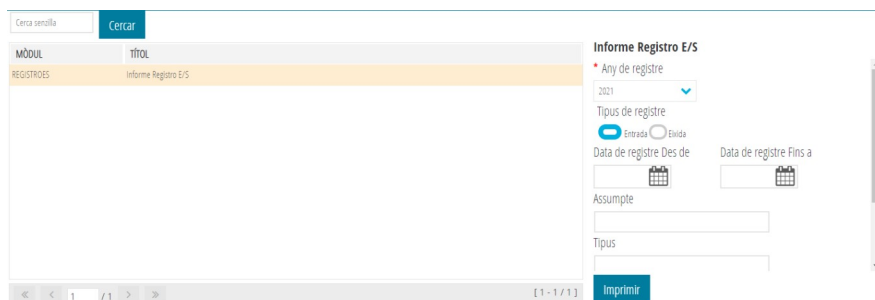 Cerca senzilla
Cercar
MÒDUL TÍTOL
REGISTROES Informe Registro E/S
1 / 1
[ 1 - 1 / 1 ]
Informe Registro E/S
* Any de registre
2021
Tipus de registre
Entrada Eixida
Data de registre Des de Data de registre Fins a
Assumpte
Tipus
Imprimir